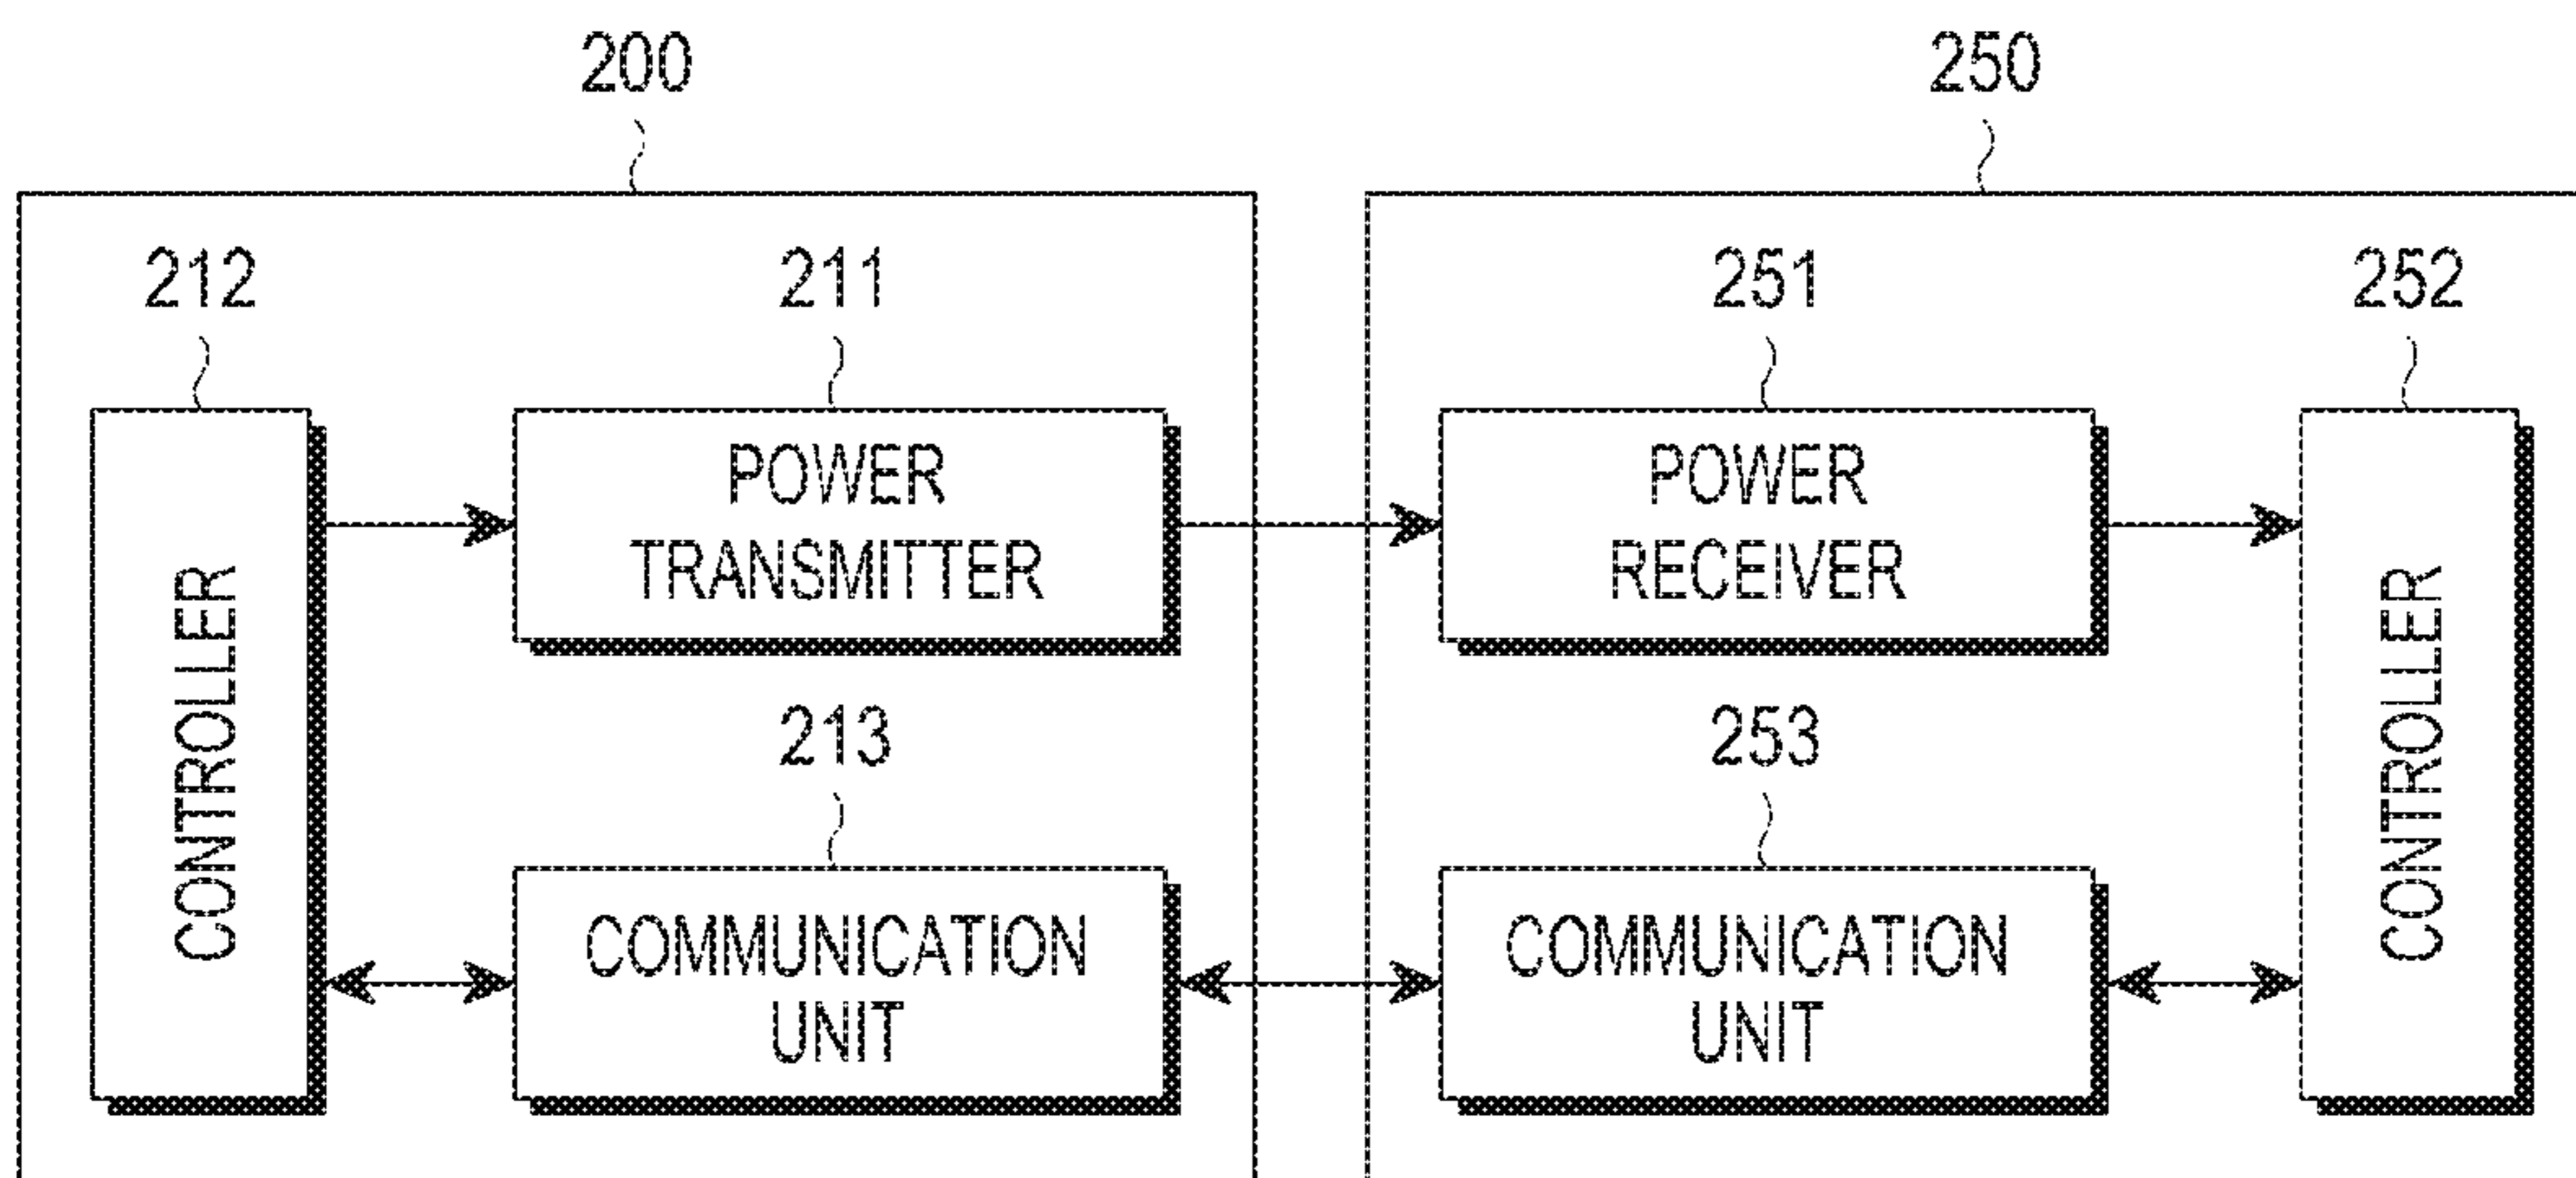 200
250
212
211
251
252
CONTROLLER
POWER
TRANSMITTER
POWER
RECEIVER
CONTROLLER
213
253
COMMUNICATION
UNIT
COMMUNICATION
UNIT